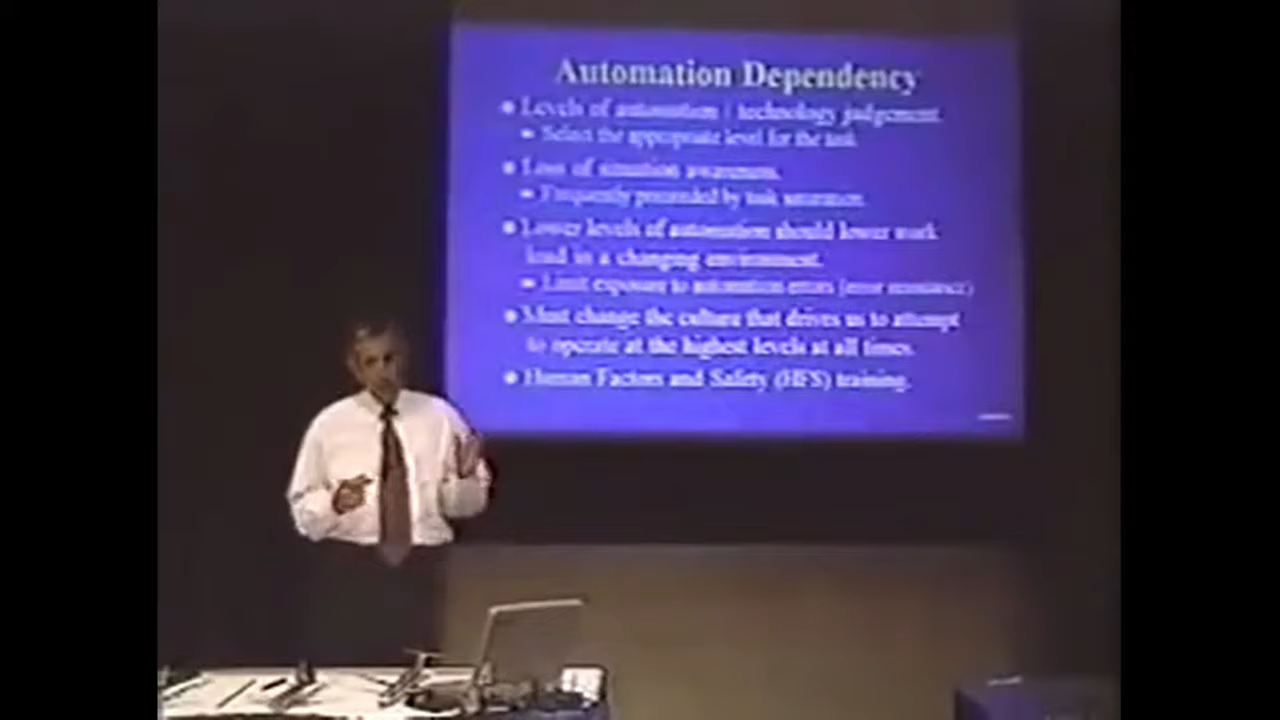 Automation Dependency
Levels of automation / technology judgement.
Select the appropriate level for the task
Loss of situation awareness.
Frequently preceeded by task saturation.
Lower levels of automation should lower work
load in a changing environment.
Limit exposure to automation errors (error resistance)
Must change the culture that drives us to attempt
to operate at the highest levels at all times.
Human Factors and Safety (HFS) training.